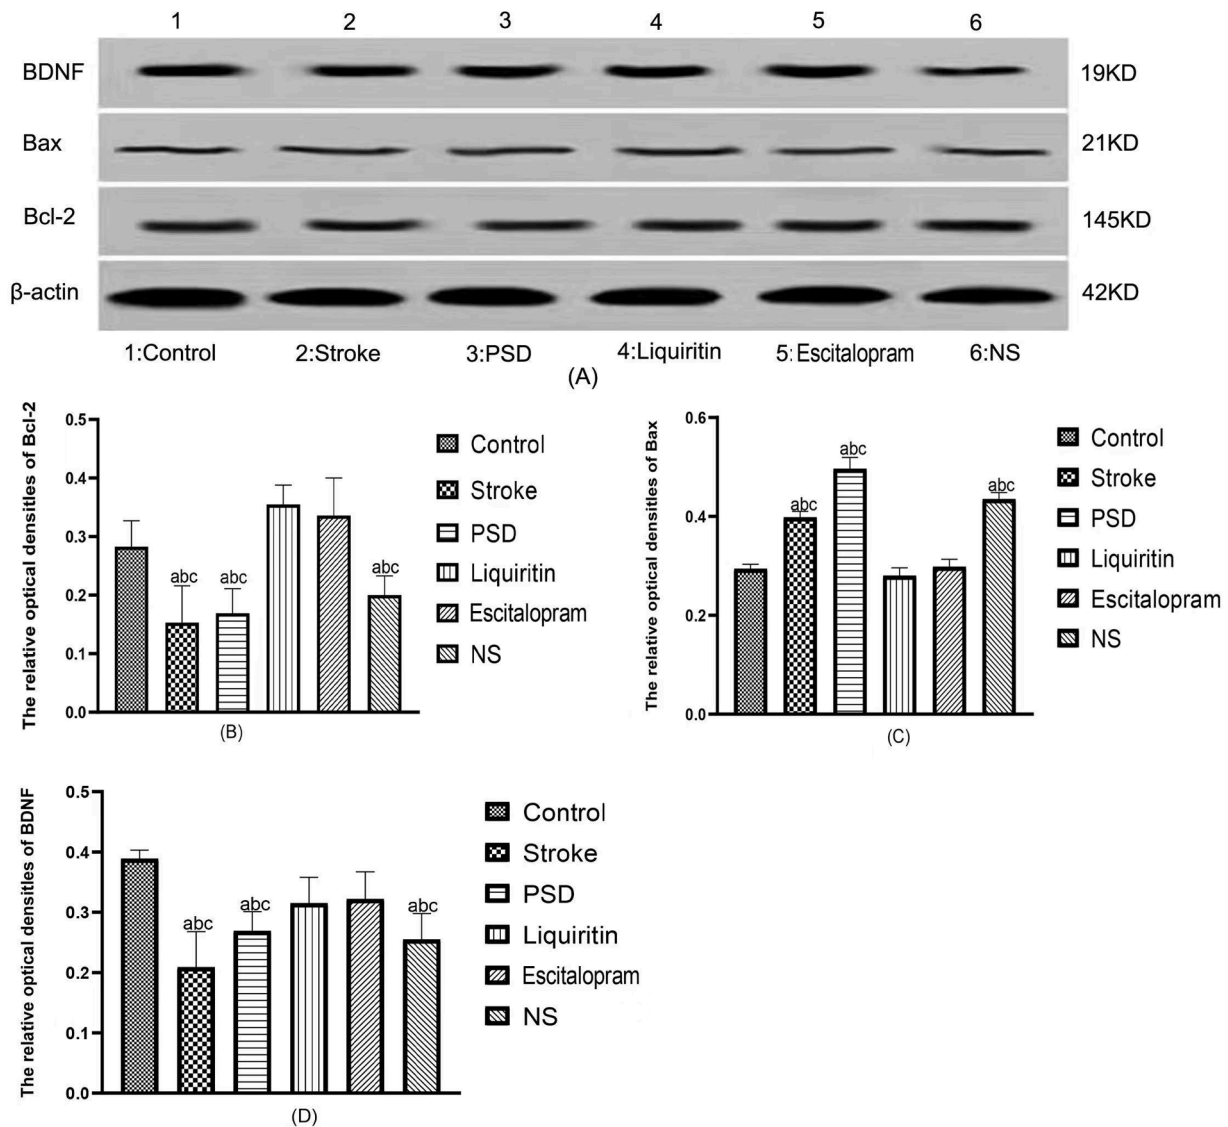 1 2 3 4 5 6
BDNF 19KD
Bax 21KD
Bcl-2 145KD
β-actin 42KD
1:Control 2:Stroke 3:PSD 4:Liquiritin 5:Escitalopram 6:NS
(A)
The relative optical densitles of Bcl-2
0.5
0.4
0.3
0.2
0.1
0.0
abc abc abc
Control
Stroke
PSD
Liquiritin
Escitalopram
NS
(B)
The relative optical densitles of Bax
0.6
0.4
0.2
0.0
abc abc abc
Control
Stroke
PSD
Liquiritin
Escitalopram
NS
(C)
The relative optical densitles of BDNF
0.5
0.4
0.3
0.2
0.1
0.0
abc abc abc
Control
Stroke
PSD
Liquiritin
Escitalopram
NS
(D)